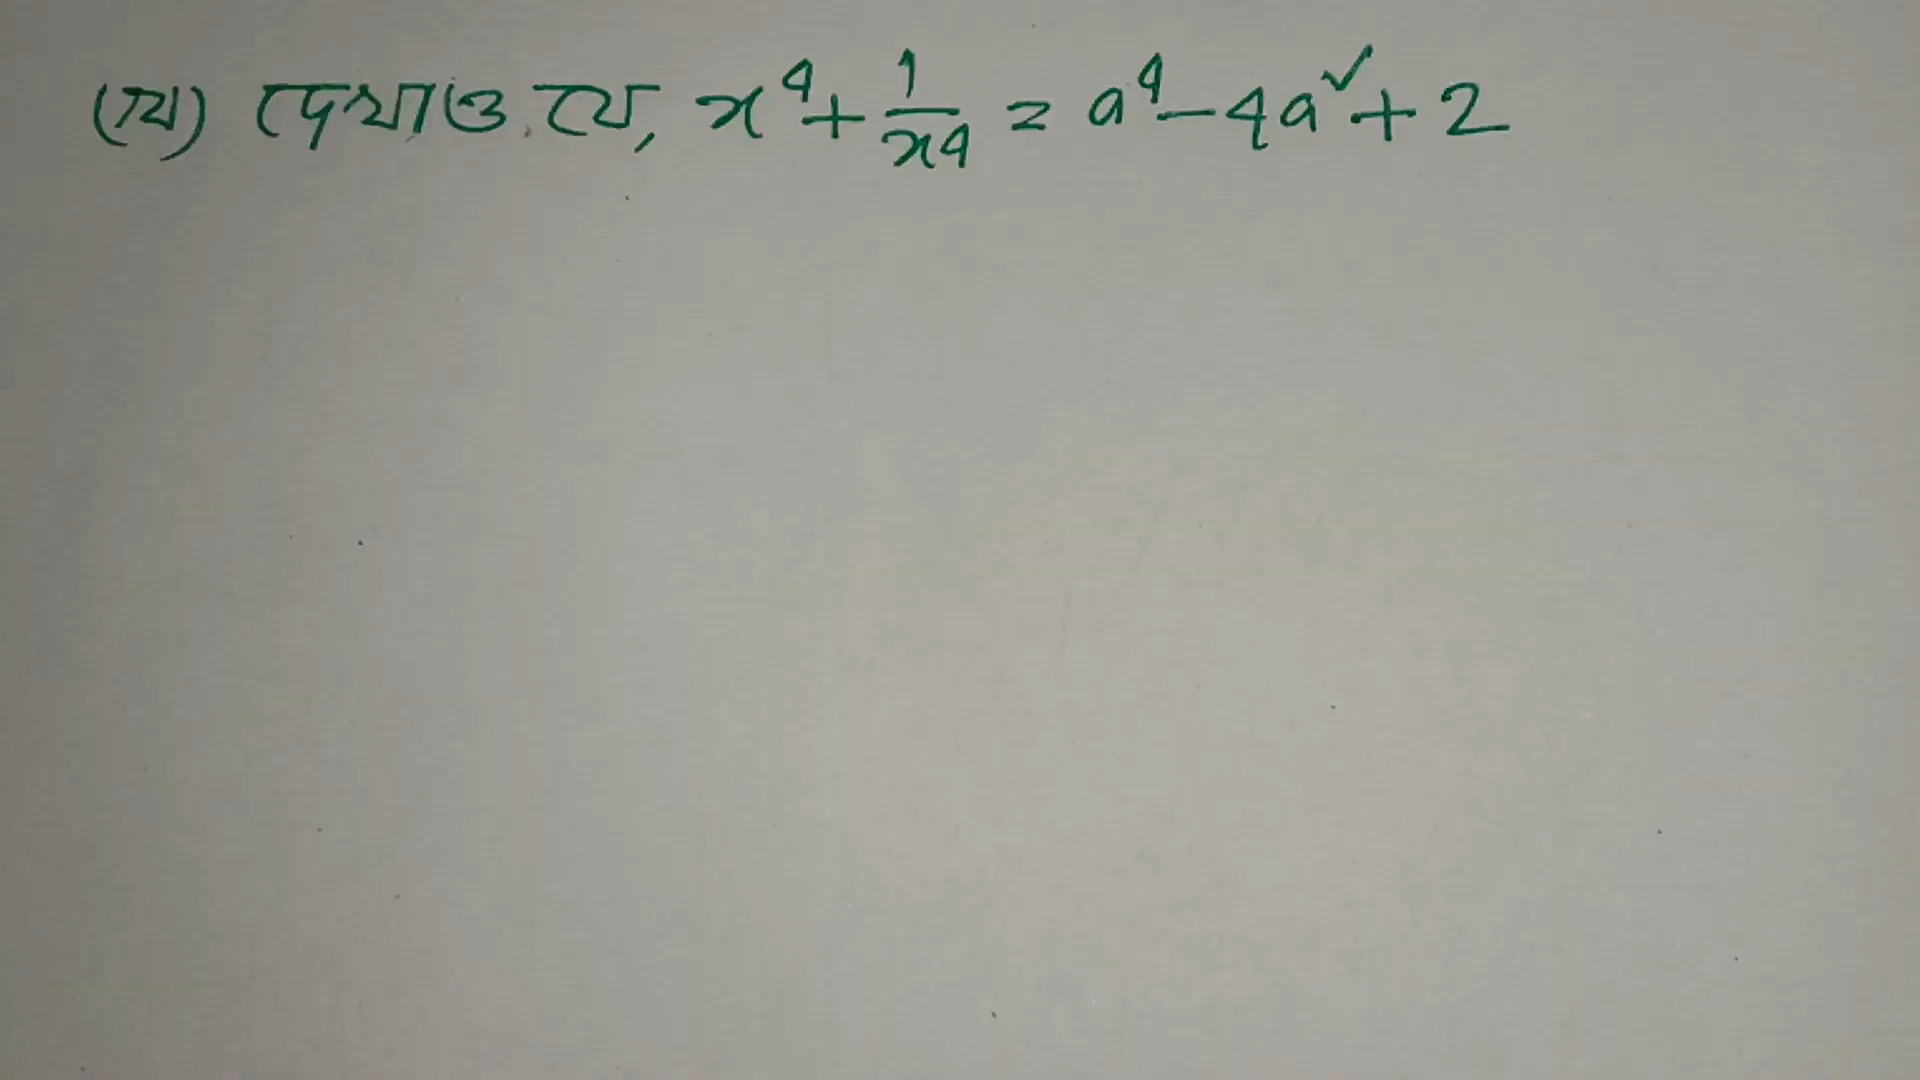 (খ) দেখাও যে, x⁴ + 1/x⁴ = a⁴ - 4a² + 2